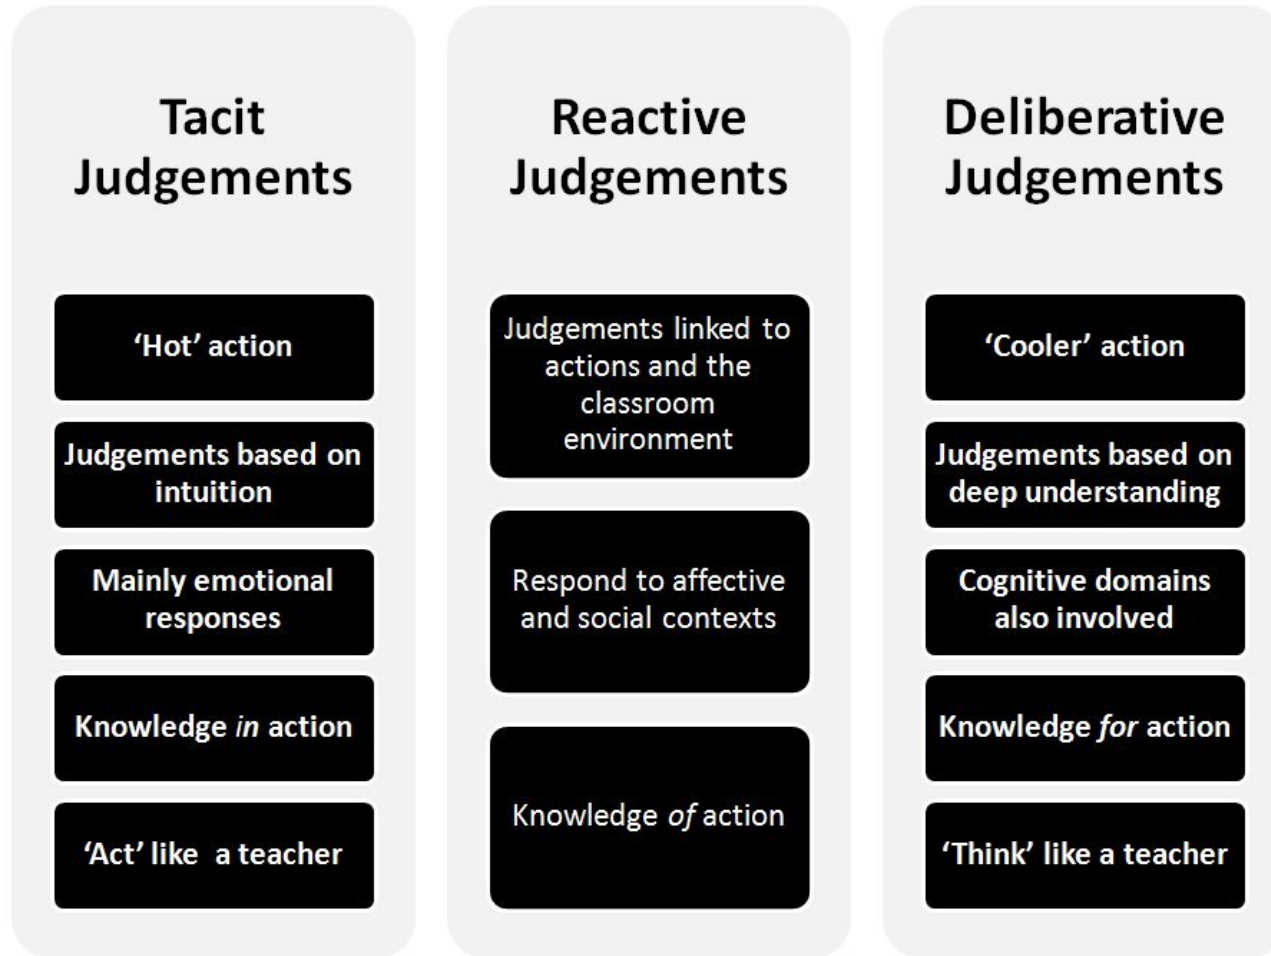 Tacit
Judgements
‘Hot’ action
Judgements based on
intuition
Mainly emotional
responses
Knowledge in action
‘Act’ like a teacher
Reactive
Judgements
Judgements linked to
actions and the
classroom
environment
Respond to affective
and social contexts
Knowledge of action
Deliberative
Judgements
‘Cooler’ action
Judgements based on
deep understanding
Cognitive domains
also involved
Knowledge for action
‘Think’ like a teacher